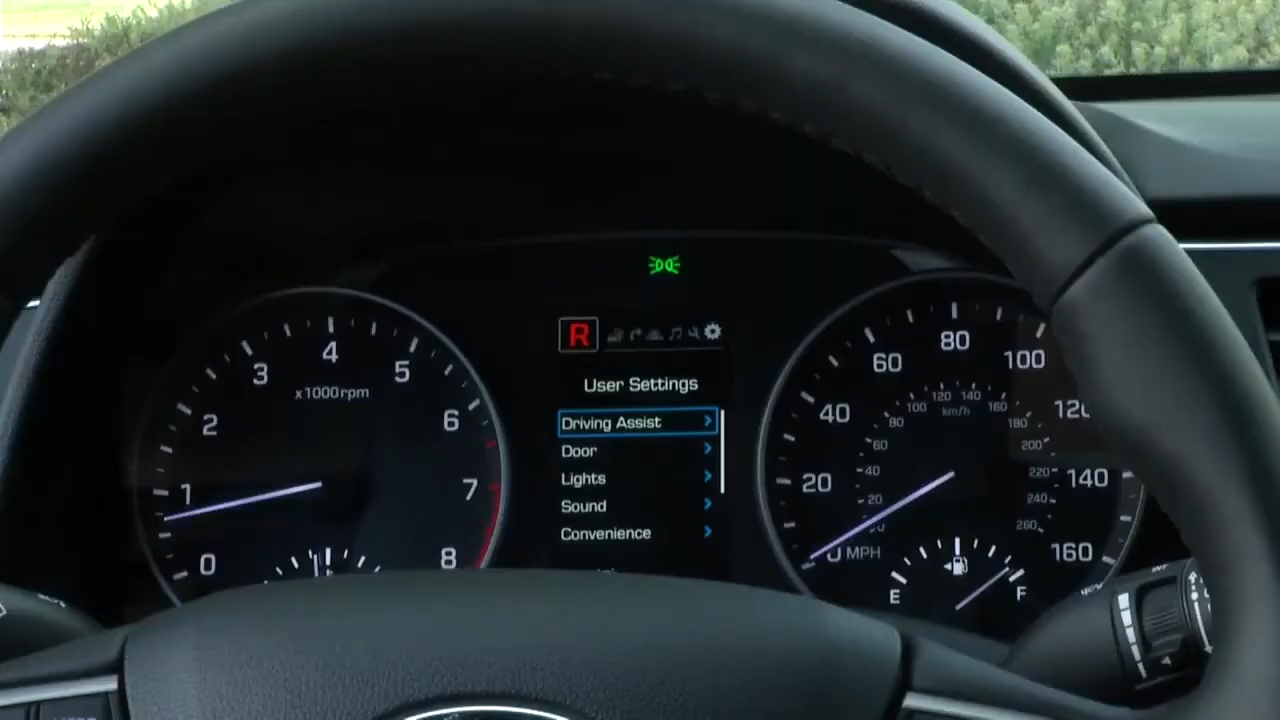 R
User Settings
Driving Assist
Door
Lights
Sound
Convenience
0
1
2
3
4
5
6
7
8
x1000rpm
0 MPH
20
40
60
80
100
140
160
km/h
20
40
60
80
100
120
140
160
180
200
220
240
260
E
F